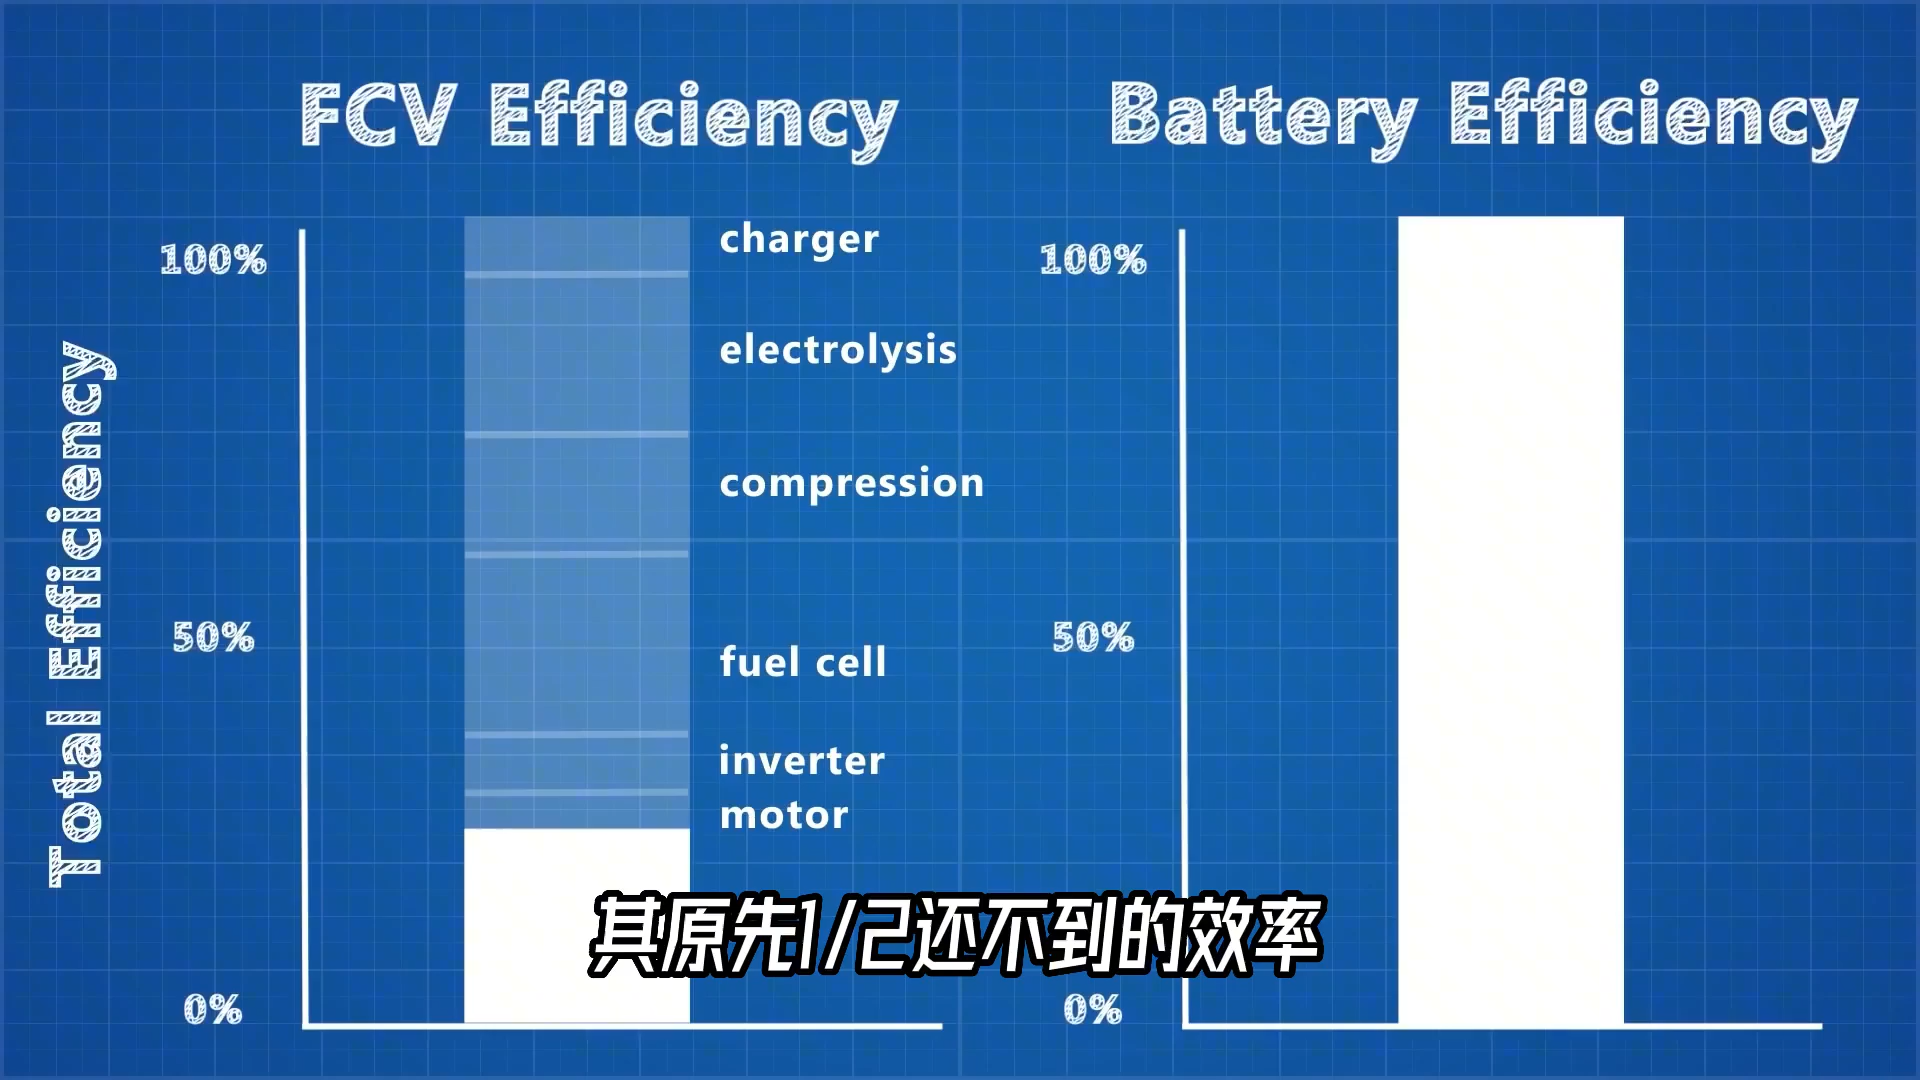 FCV Efficiency
Battery Efficiency
Total Efficiency
100%
50%
0%
charger
electrolysis
compression
fuel cell
inverter
motor
100%
50%
0%
其原先1/2还不到的效率